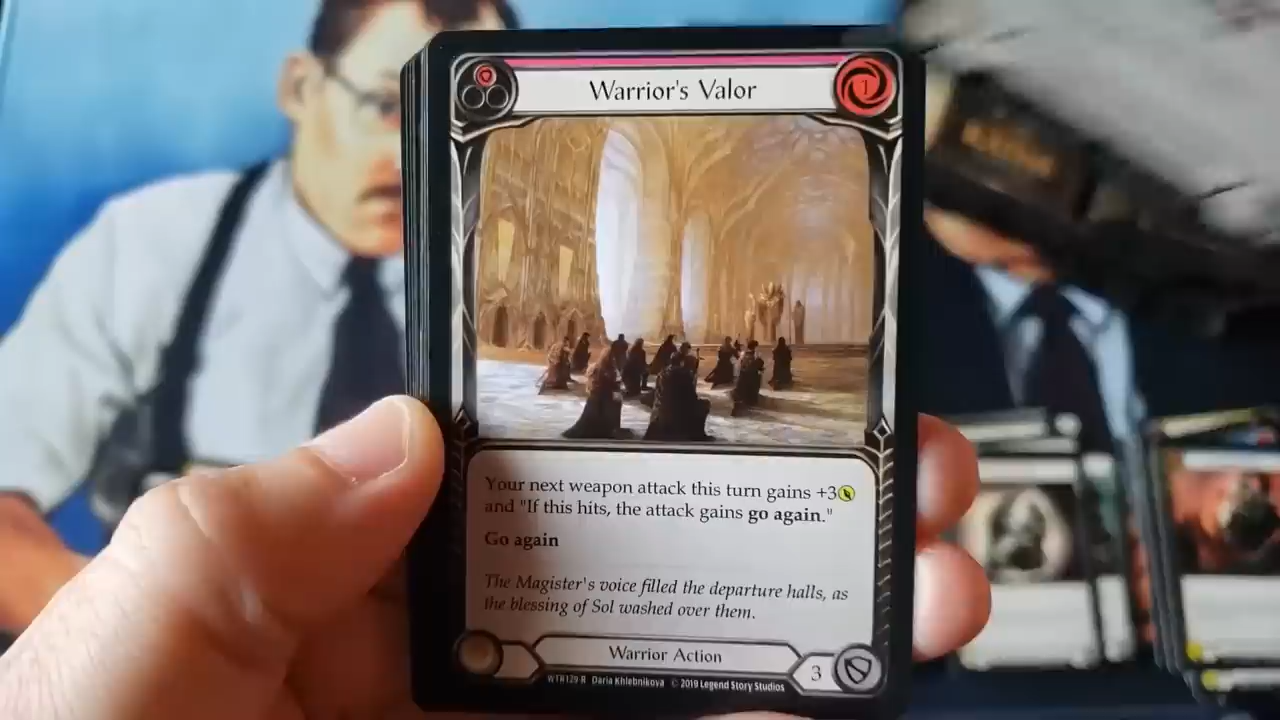 Warrior's Valor
1
Your next weapon attack this turn gains +3
and "If this hits, the attack gains go again."
Go again
The Magister's voice filled the departure halls, as
the blessing of Sol washed over them.
Warrior Action
3
WTR129-R Daria Khlebnikova © 2019 Legend Story Studios